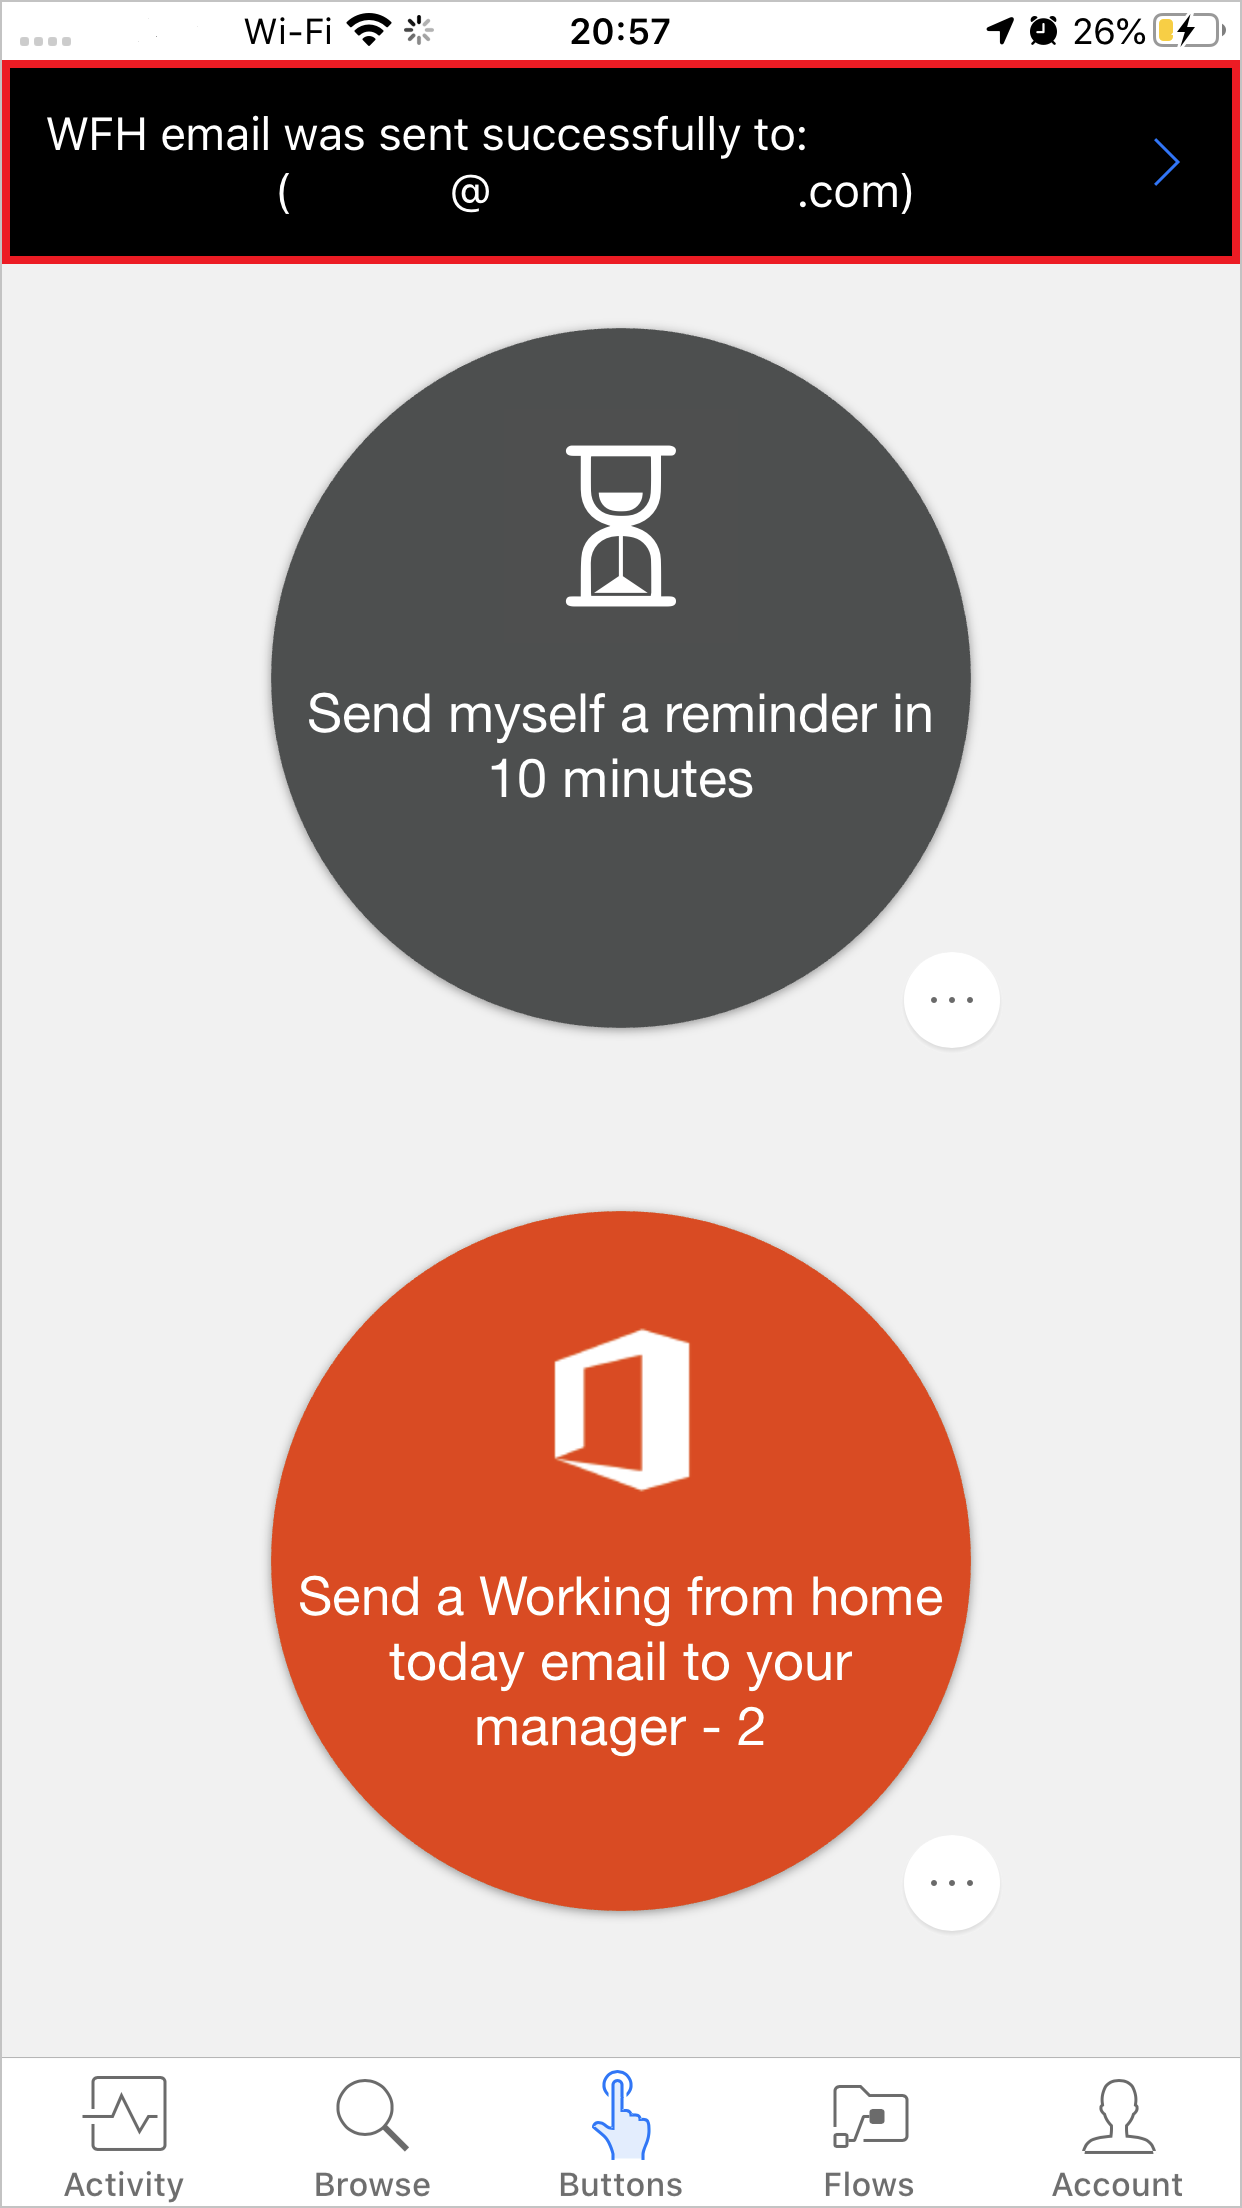 Wi-Fi 20:57 26%
WFH email was sent successfully to:
( @ .com)
Send myself a reminder in
10 minutes
Send a Working from home
today email to your
manager - 2
Activity Browse Buttons Flows Account